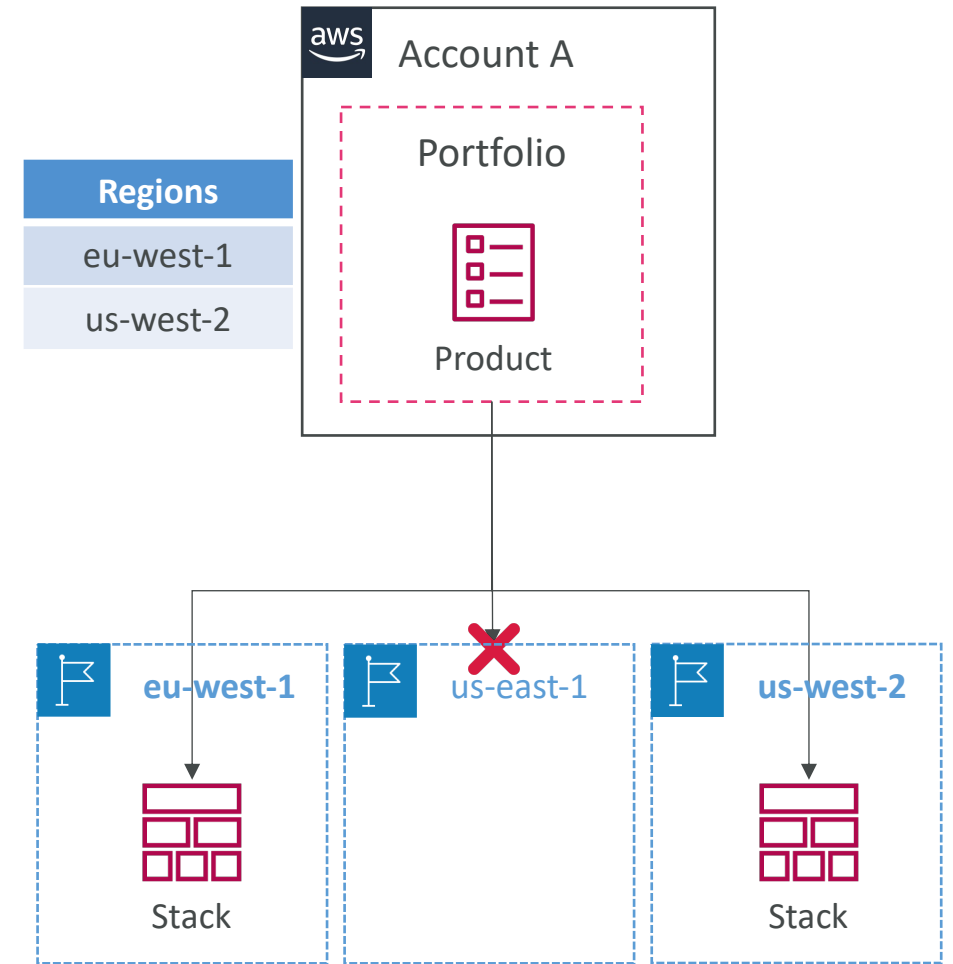 aws
Account A
Portfolio
Regions
eu-west-1
us-west-2
Product
eu-west-1
us-east-1
us-west-2
Stack
Stack